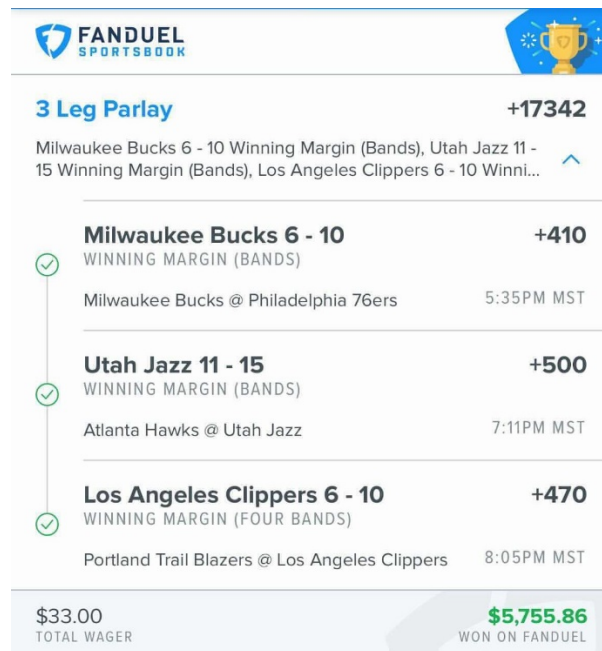 FANDUEL
SPORTSBOOK
3 Leg Parlay +17342
Milwaukee Bucks 6 - 10 Winning Margin (Bands), Utah Jazz 11 -
15 Winning Margin (Bands), Los Angeles Clippers 6 - 10 Winni...
Milwaukee Bucks 6 - 10 +410
WINNING MARGIN (BANDS)
Milwaukee Bucks @ Philadelphia 76ers 5:35PM MST
Utah Jazz 11 - 15 +500
WINNING MARGIN (BANDS)
Atlanta Hawks @ Utah Jazz 7:11PM MST
Los Angeles Clippers 6 - 10 +470
WINNING MARGIN (FOUR BANDS)
Portland Trail Blazers @ Los Angeles Clippers 8:05PM MST
$33.00 $5,755.86
TOTAL WAGER WON ON FANDUEL